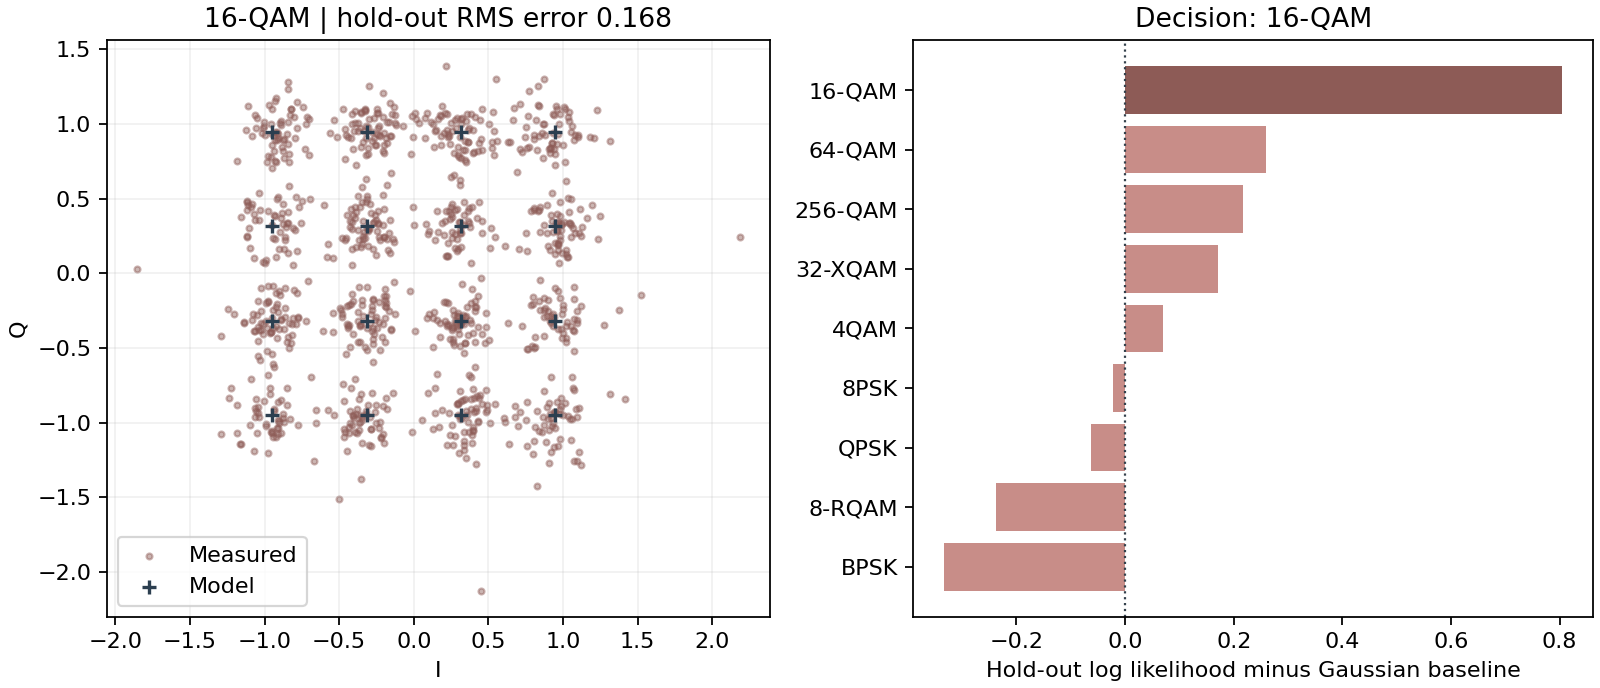 16-QAM | hold-out RMS error 0.168
1.5
1.0
0.5
0.0
−0.5
−1.0
−1.5
−2.0
Q
−2.0 −1.5 −1.0 −0.5 0.0 0.5 1.0 1.5 2.0
I
Measured
Model
Decision: 16-QAM
16-QAM
64-QAM
256-QAM
32-XQAM
4QAM
8PSK
QPSK
8-RQAM
BPSK
−0.2 0.0 0.2 0.4 0.6 0.8
Hold-out log likelihood minus Gaussian baseline